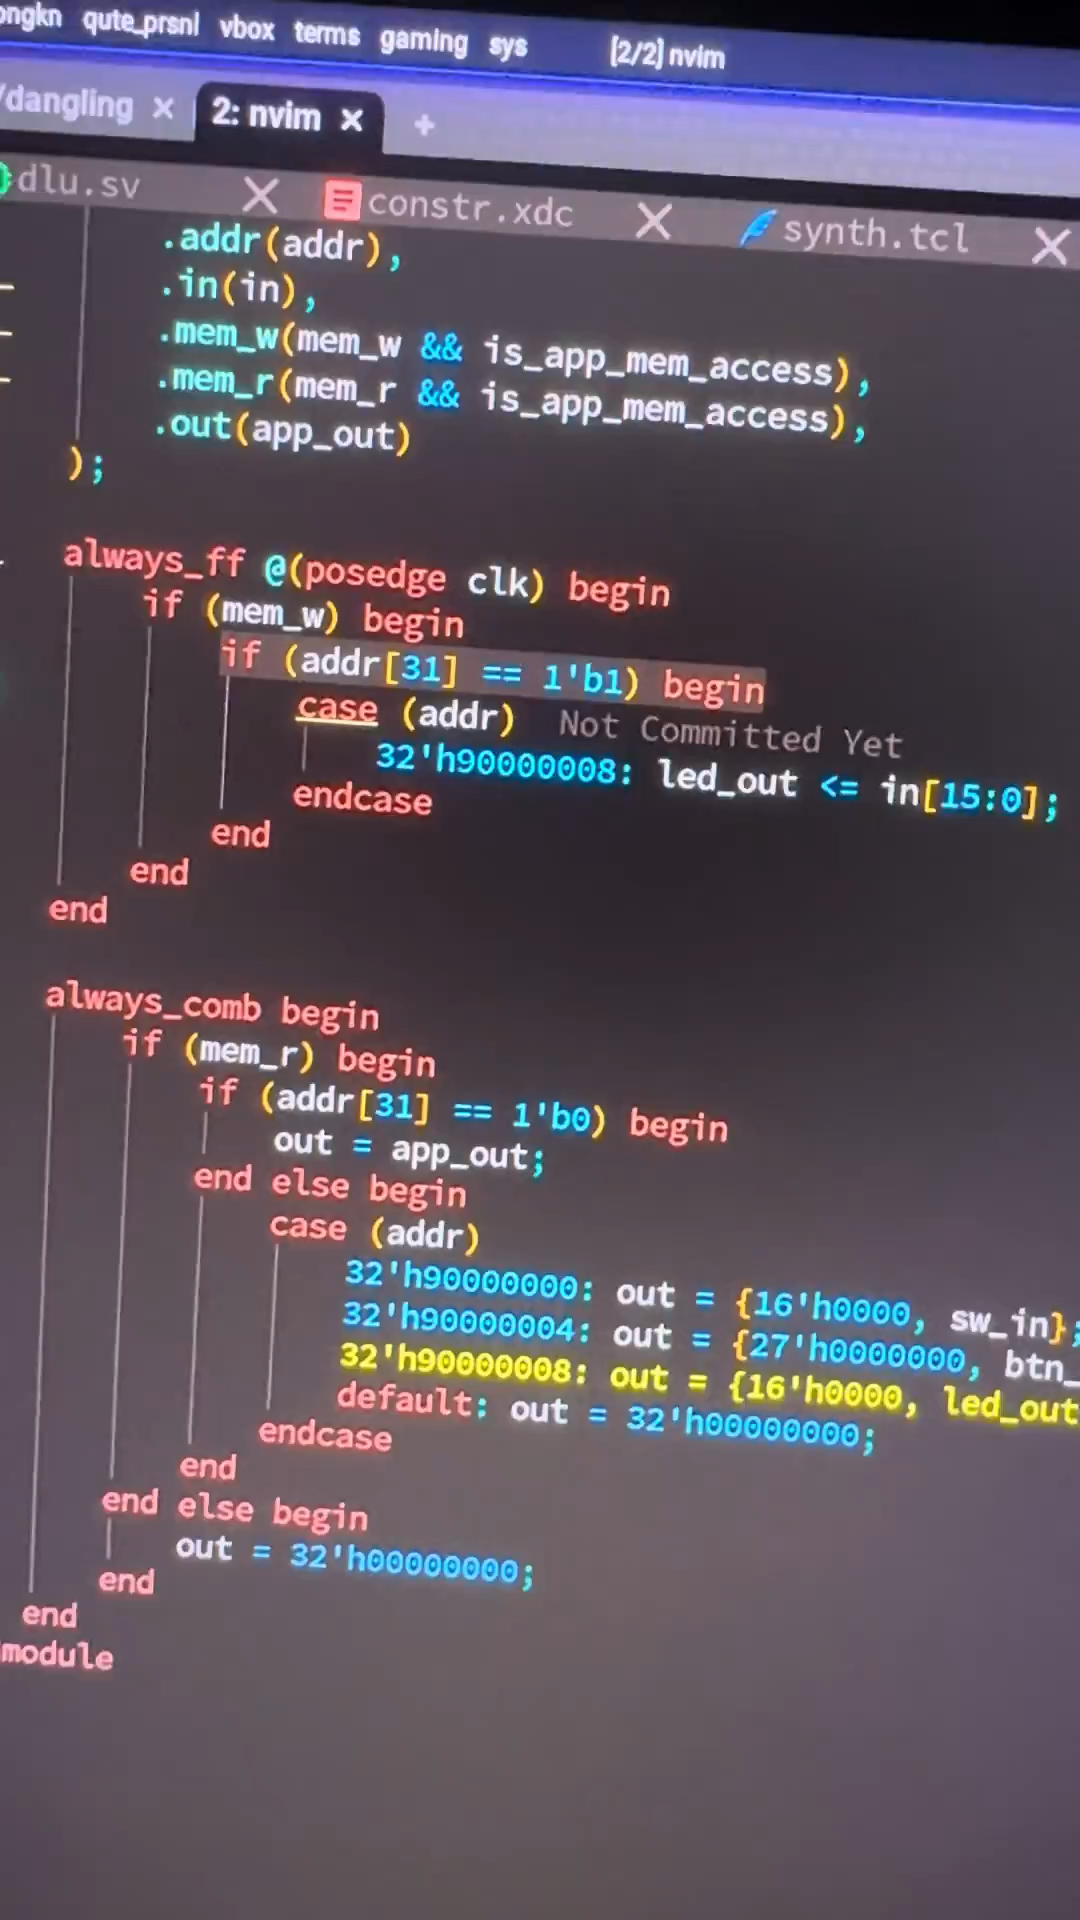 qute_prsnl vbox terms gaming sys [2/2] nvim
/dangling × 2: nvim × +
dlu.sv X constr.xdc X synth.tcl X
.addr(addr),
.in(in),
.mem_w(mem_w && is_app_mem_access),
.mem_r(mem_r && is_app_mem_access),
.out(app_out)
);
always_ff @(posedge clk) begin
if (mem_w) begin
if (addr[31] == 1'b1) begin
case (addr) Not Committed Yet
32'h90000008: led_out <= in[15:0];
endcase
end
end
end
always_comb begin
if (mem_r) begin
if (addr[31] == 1'b0) begin
out = app_out;
end else begin
case (addr)
32'h90000000: out = {16'h0000, sw_in};
32'h90000004: out = {27'h0000000, btn_
32'h90000008: out = {16'h0000, led_out
default: out = 32'h00000000;
endcase
end
end else begin
out = 32'h00000000;
end
end
module